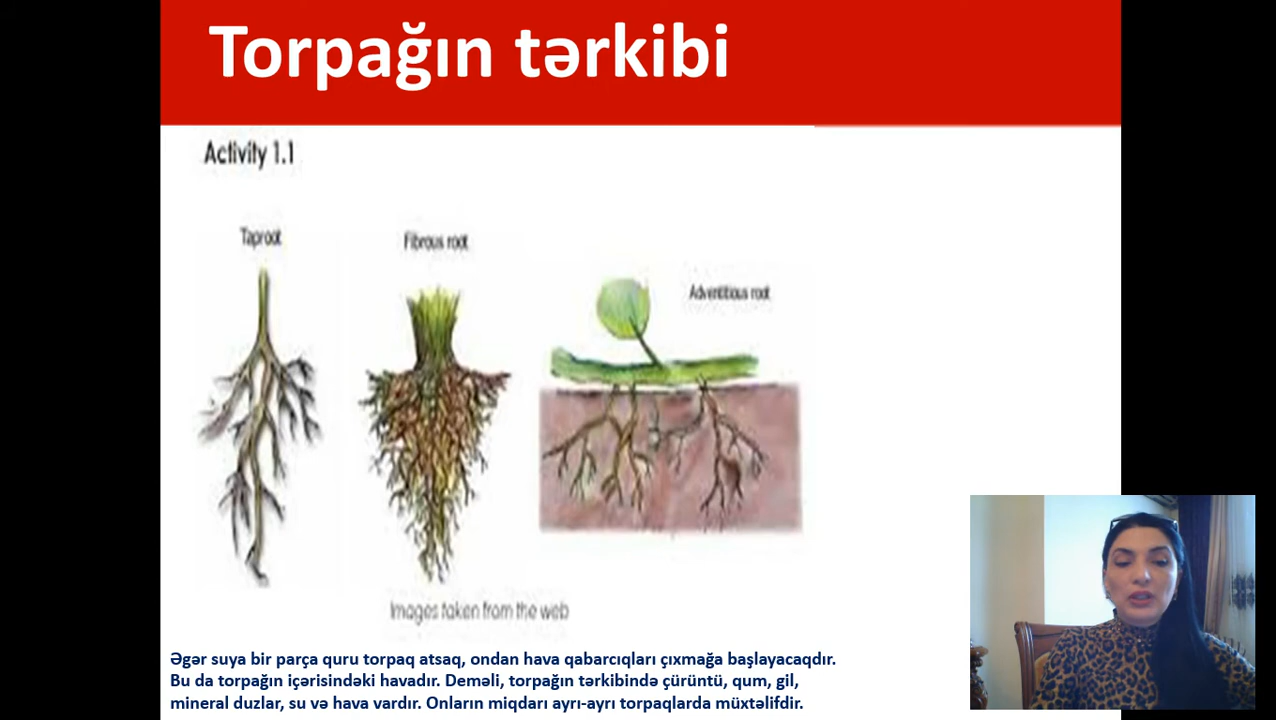 Torpağın tərkibi
Activity 1.1
Taproot
Fibrous root
Adventitious root
Images taken from the web
Əgər suya bir parça quru torpaq atsaq, ondan hava qabarcıqları çıxmağa başlayacaqdır.
Bu da torpağın içərisindəki havadır. Deməli, torpağın tərkibində çürüntü, qum, gil,
mineral duzlar, su və hava vardır. Onların miqdarı ayrı-ayrı torpaqlarda müxtəlifdir.